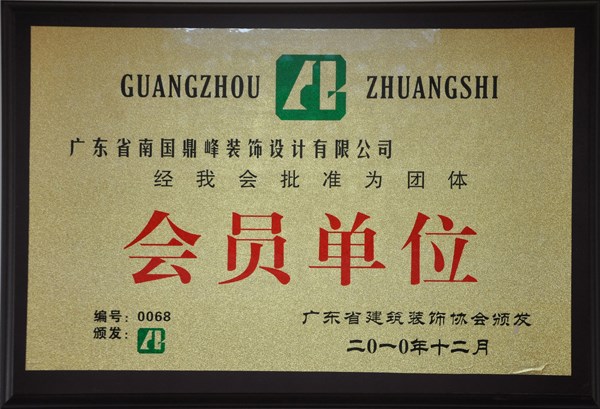 GUANGZHOU ZHUANGSHI
广东省南国鼎峰装饰设计有限公司
经我会批准为团体
会员单位
编号：0068
颁发：
广东省建筑装饰协会颁发
二0一0年十二月